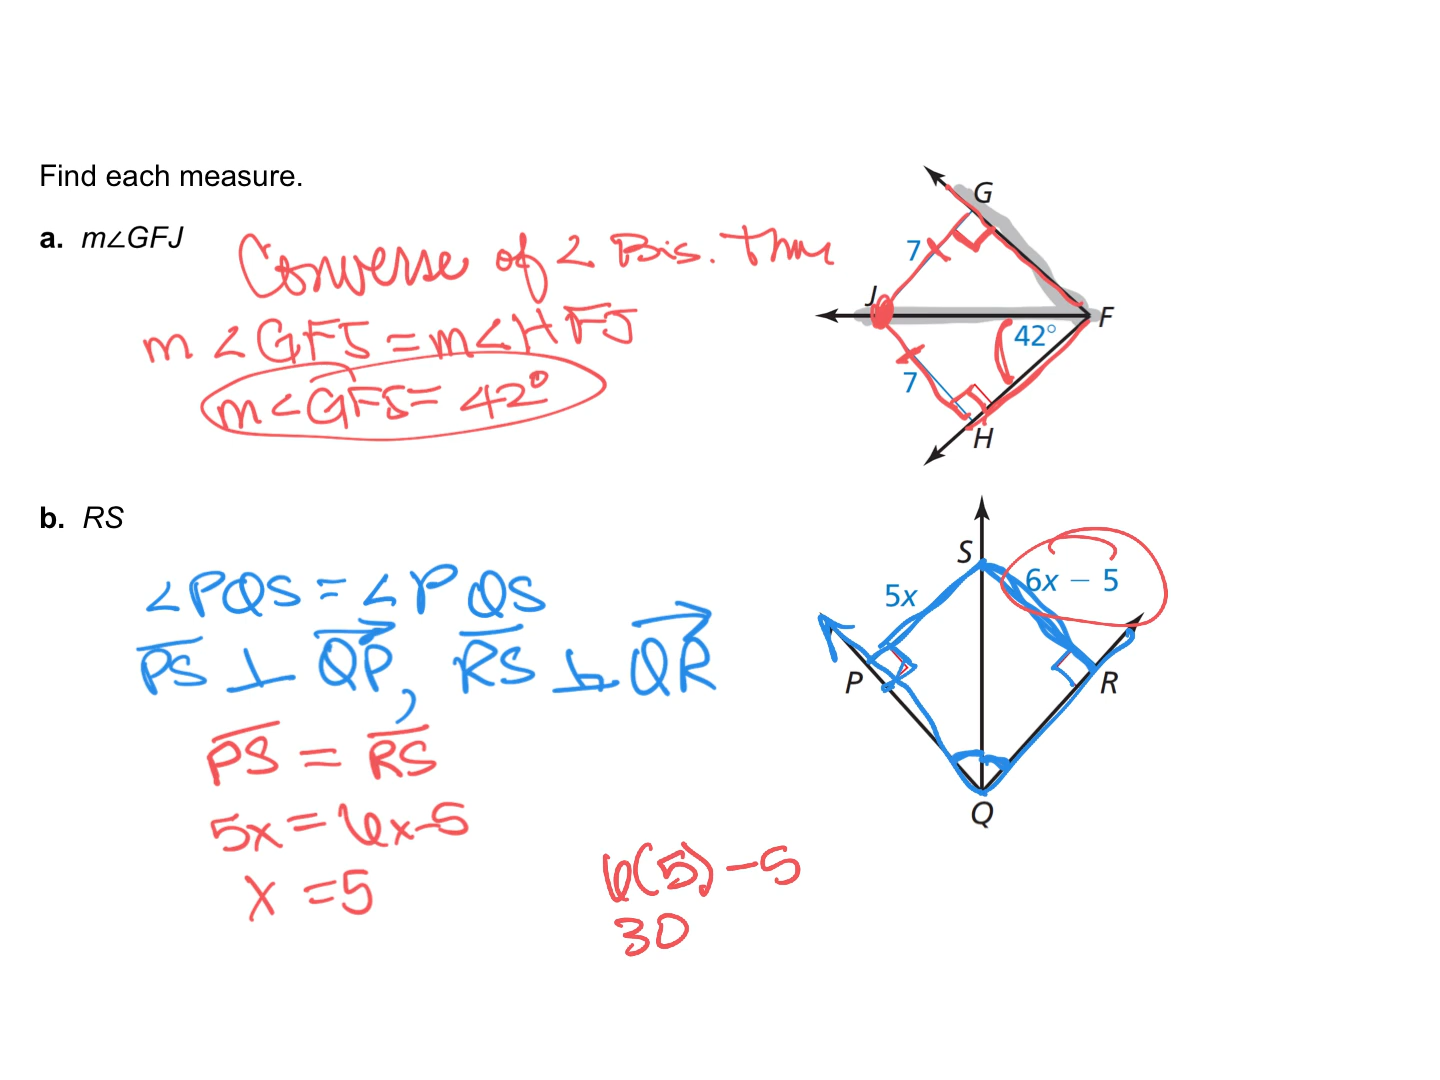 Find each measure.
a. m∠GFJ
Converse of ∠ Bis. Thm
m∠GFJ = m∠HFJ
m∠GFJ = 42°
G
7
J
F
42°
7
H
b. RS
∠PQS = ∠PQS
PS ⊥ QP, RS ⊥ QR
PS = RS
5x = 6x-5
x = 5
6(5) - 5
30
S
5x
6x − 5
P
R
Q